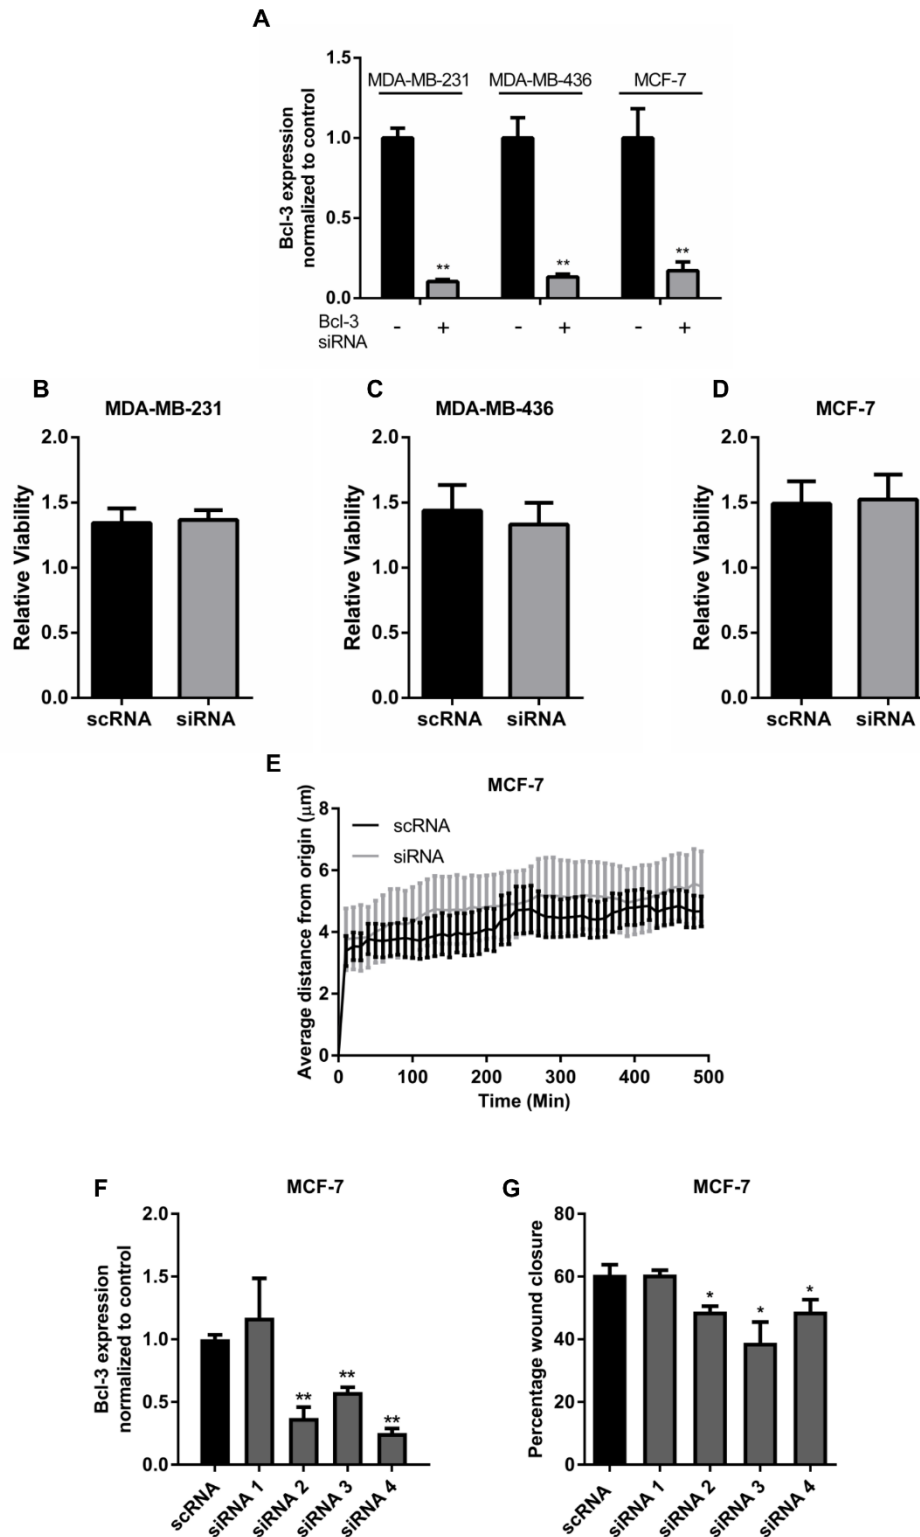 A
Bcl-3 expression
normalized to control
1.5
1.0
0.5
0.0
MDA-MB-231 MDA-MB-436 MCF-7
** ** **
Bcl-3
siRNA
- + - + - +
B
MDA-MB-231
Relative Viability
2.0
1.5
1.0
0.5
0.0
scRNA siRNA
C
MDA-MB-436
Relative Viability
2.0
1.5
1.0
0.5
0.0
scRNA siRNA
D
MCF-7
Relative Viability
2.0
1.5
1.0
0.5
0.0
scRNA siRNA
E
MCF-7
Average distance from origin (μm)
8
6
4
2
0
scRNA
siRNA
0 100 200 300 400 500
Time (Min)
F
MCF-7
Bcl-3 expression
normalized to control
2.0
1.5
1.0
0.5
0.0
** ** **
scRNA siRNA 1 siRNA 2 siRNA 3 siRNA 4
G
MCF-7
Percentage wound closure
80
60
40
20
0
* * *
scRNA siRNA 1 siRNA 2 siRNA 3 siRNA 4